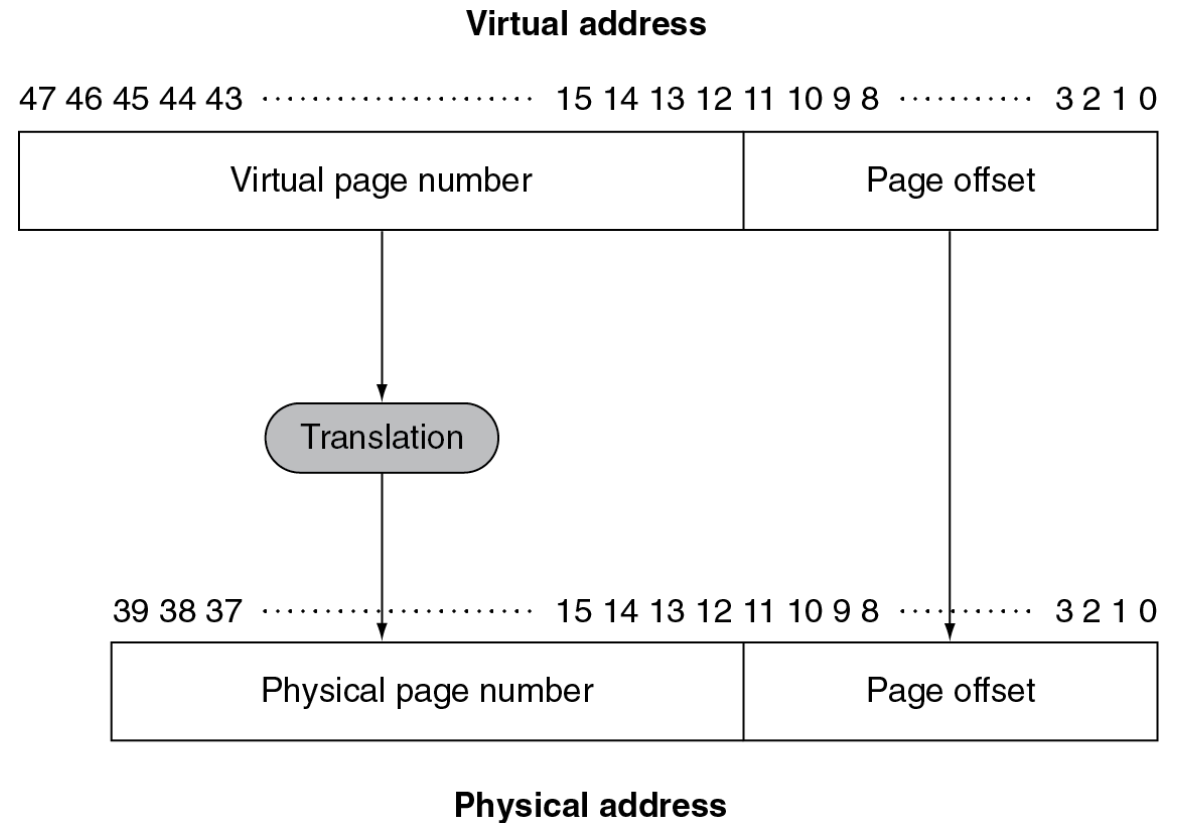 Virtual address
47 46 45 44 43 ····················· 15 14 13 12 11 10 9 8 ··········· 3 2 1 0
Virtual page number Page offset
Translation
39 38 37 ····················· 15 14 13 12 11 10 9 8 ··········· 3 2 1 0
Physical page number Page offset
Physical address